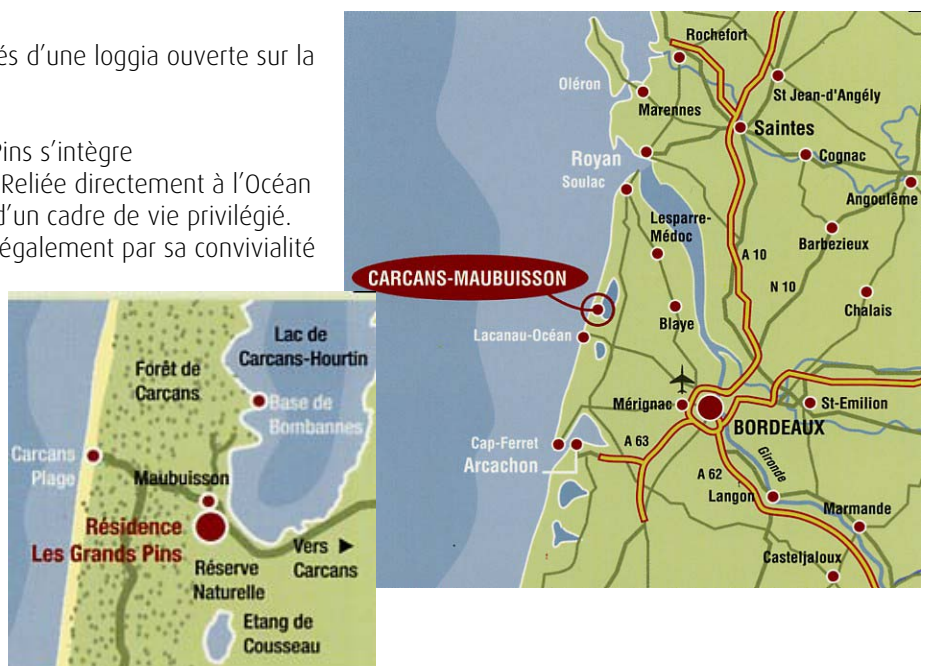 és d'une loggia ouverte sur la
Pins s'intègre
Reliée directement à l'Océan
d'un cadre de vie privilégié.
également par sa convivialité
Rochefort
Oléron
Marennes
St Jean-d'Angély
Saintes
Royan
Cognac
Soulac
Angoulême
Lesparre-
Médoc
Barbezieux
A 10
CARCANS-MAUBUISSON
N 10
Chalais
Blaye
Lacanau-Océan
Mérignac
St-Emilion
BORDEAUX
Cap-Ferret
A 63
Arcachon
Gironde
A 62
Langon
Marmande
Casteljaloux
Lac de
Carcans-Hourtin
Forêt de
Carcans
Base de
Bombannes
Carcans
Plage
Maubuisson
Résidence
Les Grands Pins
Vers ►
Carcans
Réserve
Naturelle
Etang de
Cousseau